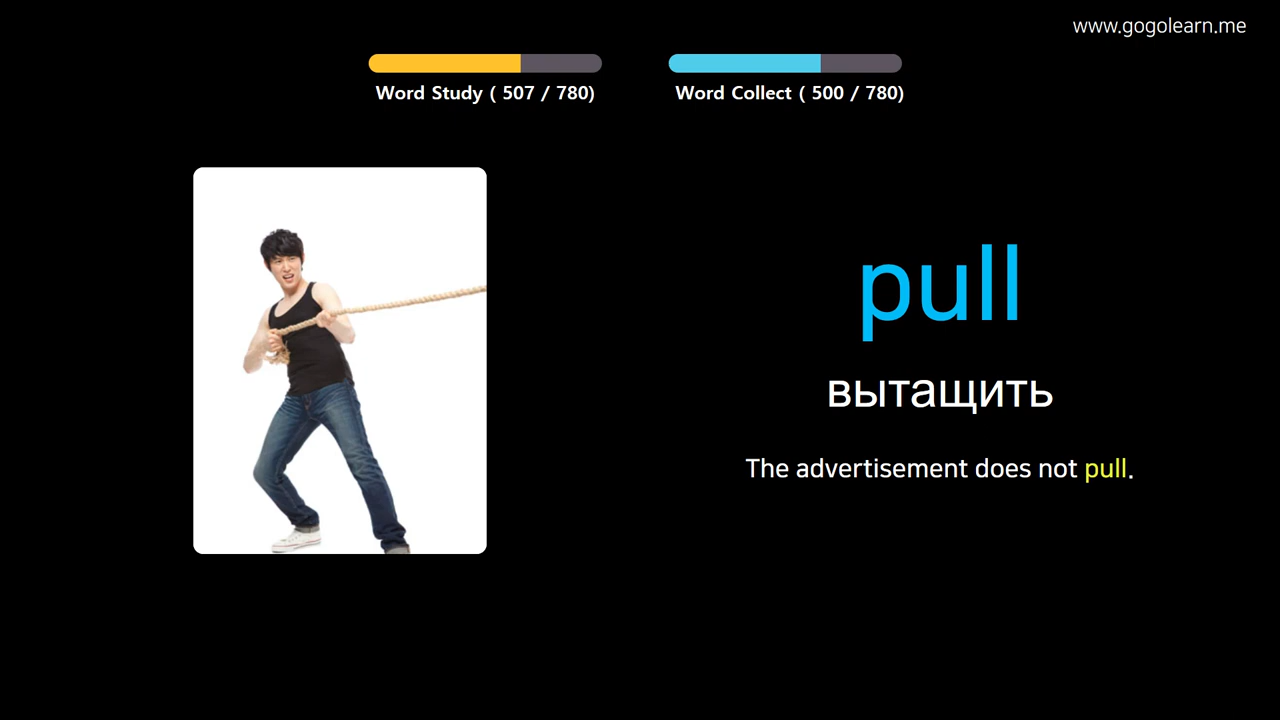 www.gogolearn.me
Word Study ( 507 / 780)
Word Collect ( 500 / 780)
pull
вытащить
The advertisement does not pull.